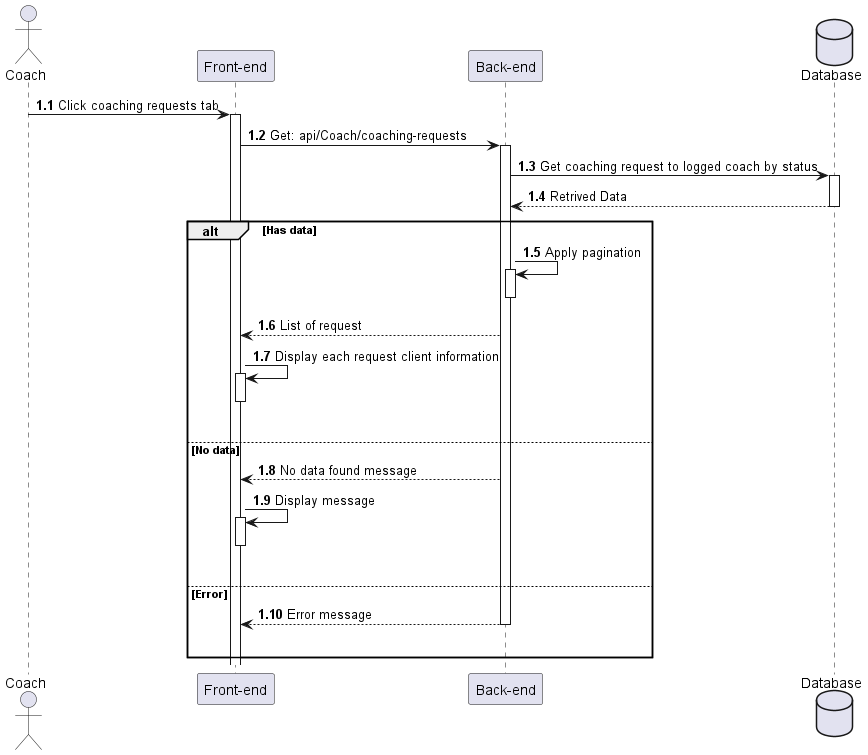 Coach
Front-end
Back-end
Database
1.1 Click coaching requests tab
1.2 Get: api/Coach/coaching-requests
1.3 Get coaching request to logged coach by status
1.4 Retrived Data
alt [Has data]
1.5 Apply pagination
1.6 List of request
1.7 Display each request client information
[No data]
1.8 No data found message
1.9 Display message
[Error]
1.10 Error message
Coach
Front-end
Back-end
Database